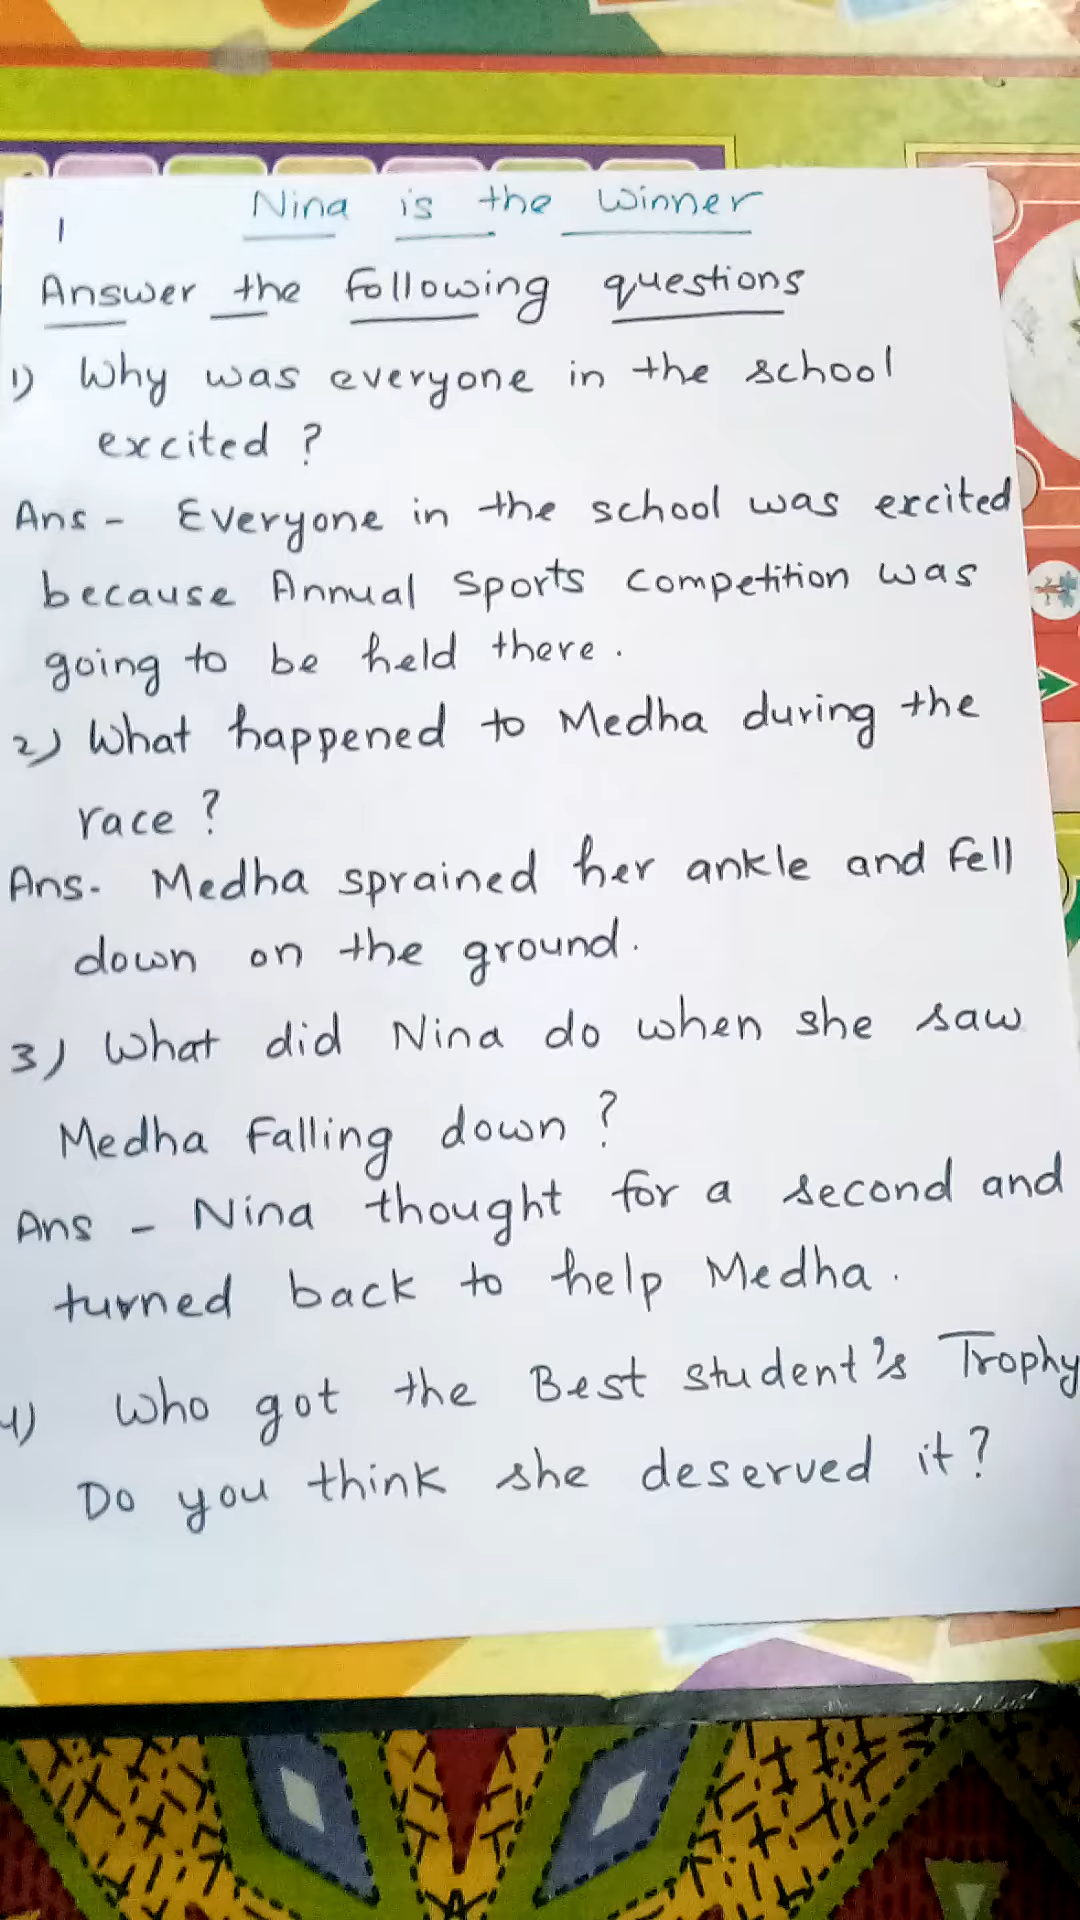 Nina is the Winner
1
Answer the following questions
1) Why was everyone in the school
excited ?
Ans - Everyone in the school was excited
because Annual Sports competition was
going to be held there.
2) What happened to Medha during the
race ?
Ans- Medha sprained her ankle and fell
down on the ground.
3) What did Nina do when she saw
Medha falling down ?
Ans - Nina thought for a second and
turned back to help Medha.
4) Who got the Best student's Trophy
Do you think she deserved it ?